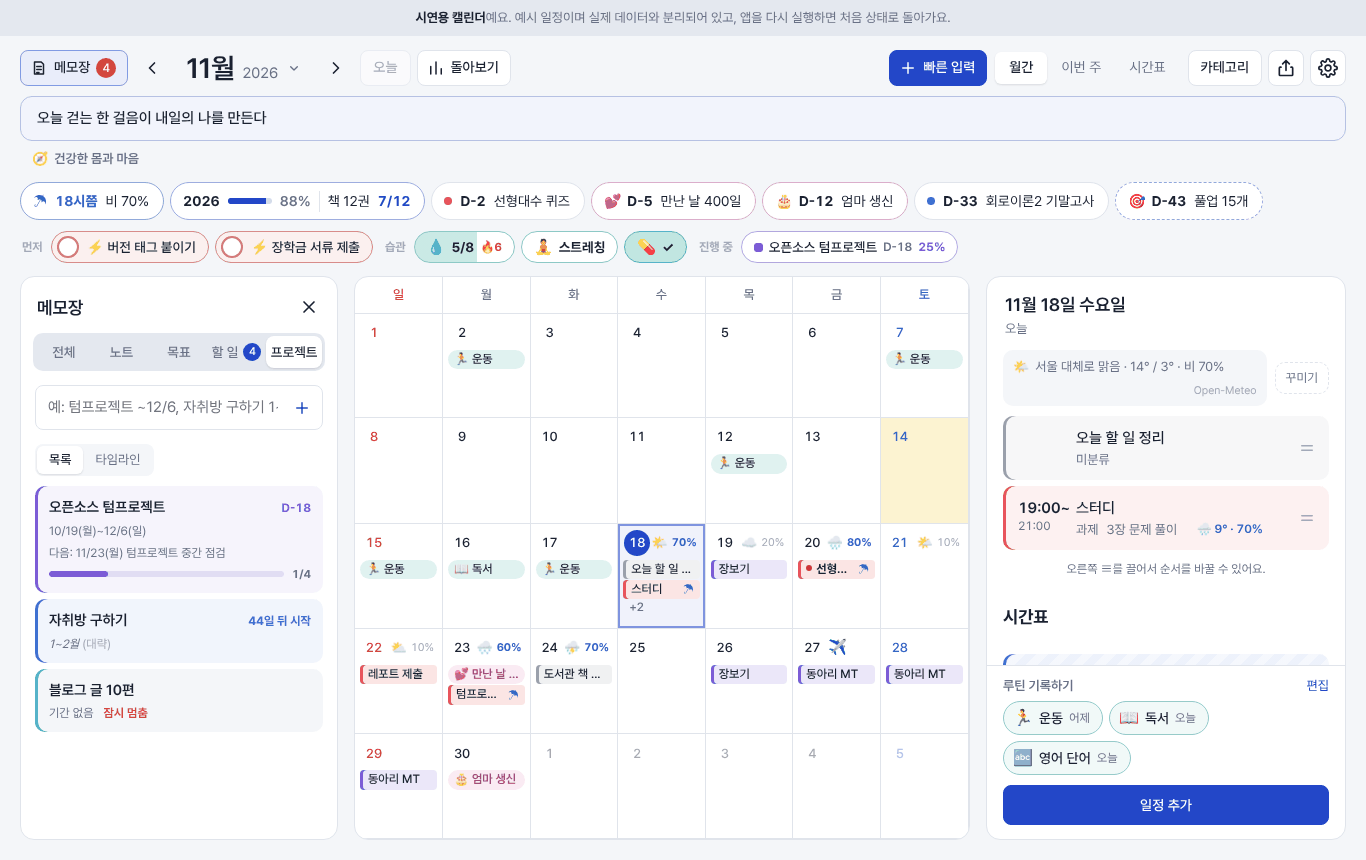 시연용 캘린더예요. 예시 일정이며 실제 데이터와 분리되어 있고, 앱을 다시 실행하면 처음 상태로 돌아가요.
메모장 4
11월 2026
오늘
돌아보기
빠른 입력
월간
이번 주
시간표
카테고리
오늘 걷는 한 걸음이 내일의 나를 만든다
건강한 몸과 마음
18시쯤 비 70%
2026 88% 책 12권 7/12
D-2 선형대수 퀴즈
D-5 만난 날 400일
D-12 엄마 생신
D-33 회로이론2 기말고사
D-43 풀업 15개
먼저
버전 태그 붙이기
장학금 서류 제출
습관
5/8 6
스트레칭
진행 중
오픈소스 텀프로젝트 D-18 25%
메모장
전체 노트 목표 할 일 4 프로젝트
예: 텀프로젝트 ~12/6, 자취방 구하기 1-
목록 타임라인
오픈소스 텀프로젝트 D-18
10/19(월)~12/6(일)
다음: 11/23(월) 텀프로젝트 중간 점검
1/4
자취방 구하기 44일 뒤 시작
1~2월 (대략)
블로그 글 10편
기간 없음 잠시 멈춤
일 월 화 수 목 금 토
1 2 3 4 5 6 7
운동 운동
8 9 10 11 12 13 14
운동
15 16 17 18 70% 19 20% 20 80% 21 10%
운동 독서 운동 오늘 할 일 ... 장보기 선형...
스터디
+2
22 10% 23 60% 24 70% 25 26 27 28
레포트 제출 만난 날 ... 도서관 책 ... 장보기 동아리 MT 동아리 MT
텀프로...
29 30 1 2 3 4 5
동아리 MT 엄마 생신
11월 18일 수요일
오늘
서울 대체로 맑음 · 14° / 3° · 비 70%
Open-Meteo
꾸미기
오늘 할 일 정리
미분류
19:00~ 스터디
21:00 과제 3장 문제 풀이 9° · 70%
오른쪽 ≡를 끌어서 순서를 바꿀 수 있어요.
시간표
루틴 기록하기 편집
운동 어제
독서 오늘
abc 영어 단어 오늘
일정 추가